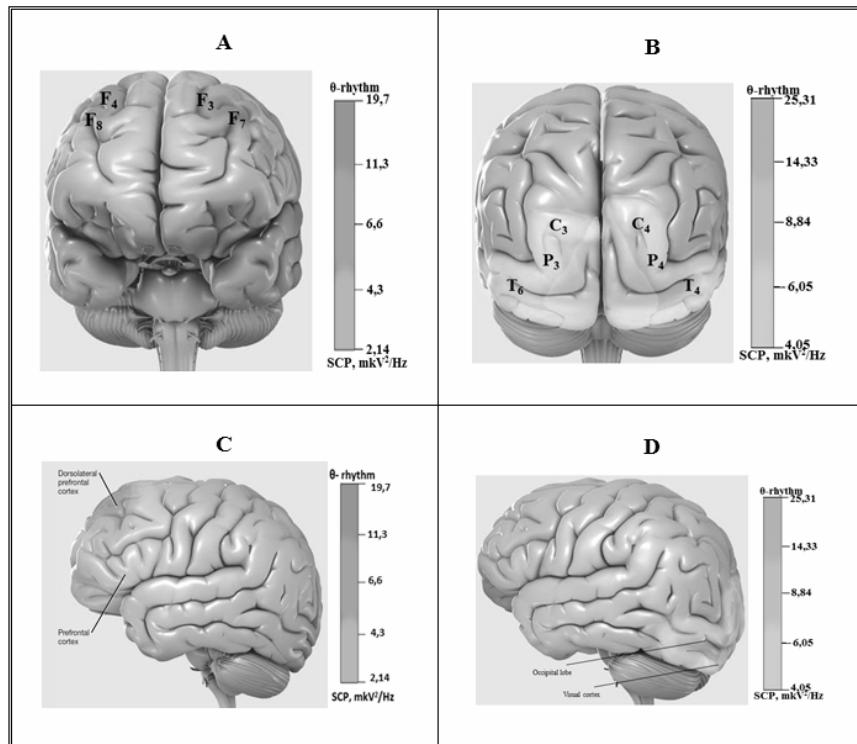 A
θ-rhythm
19,7
F4
F3
F8
F7
11,3
6,6
4,3
2,14
SCP, mkV²/Hz
B
θ-rhythm
25,31
14,33
8,84
C3
C4
P3
P4
T6
T4
6,05
4,05
SCP, mkV²/Hz
C
Dorsolateral
prefrontal
cortex
θ- rhythm
19,7
11,3
6,6
Prefrontal
cortex
4,3
2,14
SCP, mkV²/Hz
D
θ-rhythm
25,31
14,33
8,84
6,05
Occipital lobe
Visual cortex
4,05
SCP, mkV²/Hz